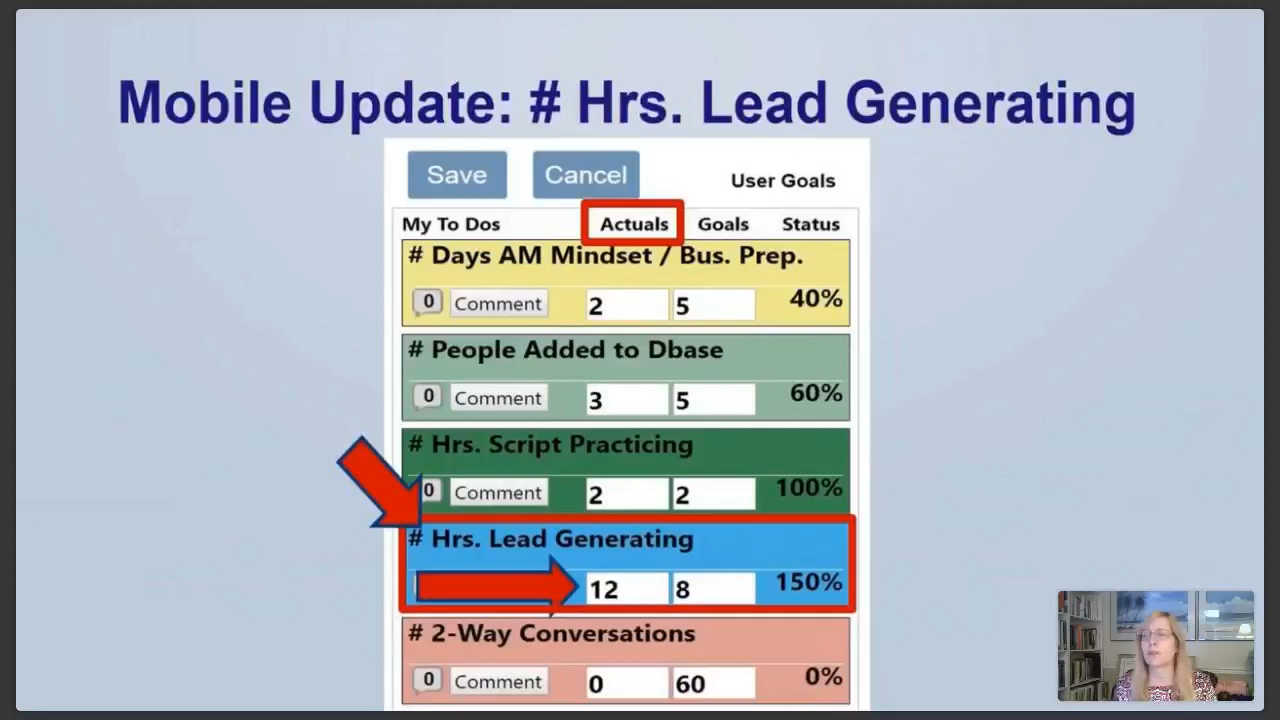 Mobile Update: # Hrs. Lead Generating
Save Cancel User Goals
My To Dos Actuals Goals Status
# Days AM Mindset / Bus. Prep.
0 Comment 2 5 40%
# People Added to Dbase
0 Comment 3 5 60%
# Hrs. Script Practicing
0 Comment 2 2 100%
# Hrs. Lead Generating
12 8 150%
# 2-Way Conversations
0 Comment 0 60 0%